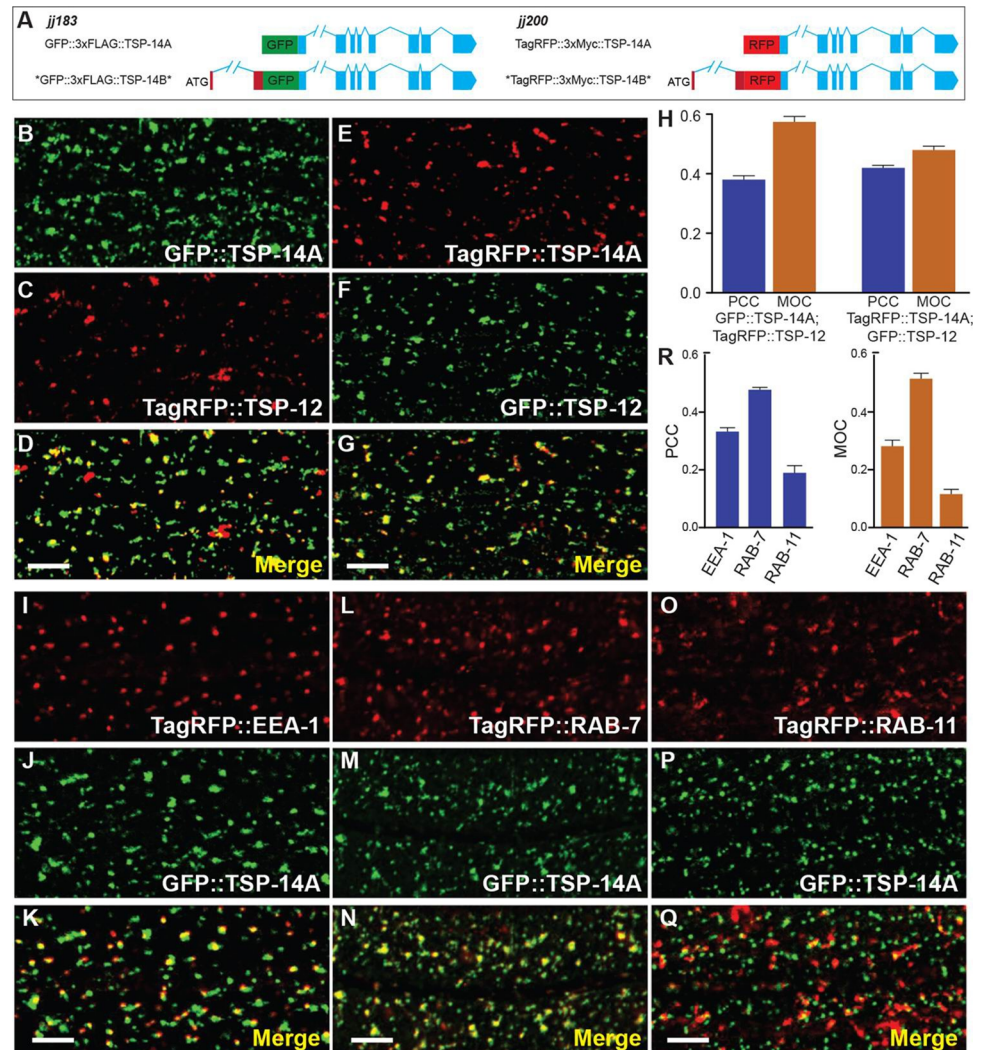 A
jj183
GFP::3xFLAG::TSP-14A
GFP
*GFP::3xFLAG::TSP-14B*
ATG
GFP
jj200
TagRFP::3xMyc::TSP-14A
RFP
*TagRFP::3xMyc::TSP-14B*
ATG
RFP
B
GFP::TSP-14A
E
TagRFP::TSP-14A
C
TagRFP::TSP-12
F
GFP::TSP-12
D
Merge
G
Merge
H
0.6
0.4
0.2
0.0
PCC MOC
GFP::TSP-14A;
TagRFP::TSP-12
PCC MOC
TagRFP::TSP-14A;
GFP::TSP-12
R
PCC
0.6
0.4
0.2
0.0
EEA-1
RAB-7
RAB-11
MOC
0.6
0.4
0.2
0.0
EEA-1
RAB-7
RAB-11
I
TagRFP::EEA-1
L
TagRFP::RAB-7
O
TagRFP::RAB-11
J
GFP::TSP-14A
M
GFP::TSP-14A
P
GFP::TSP-14A
K
Merge
N
Merge
Q
Merge